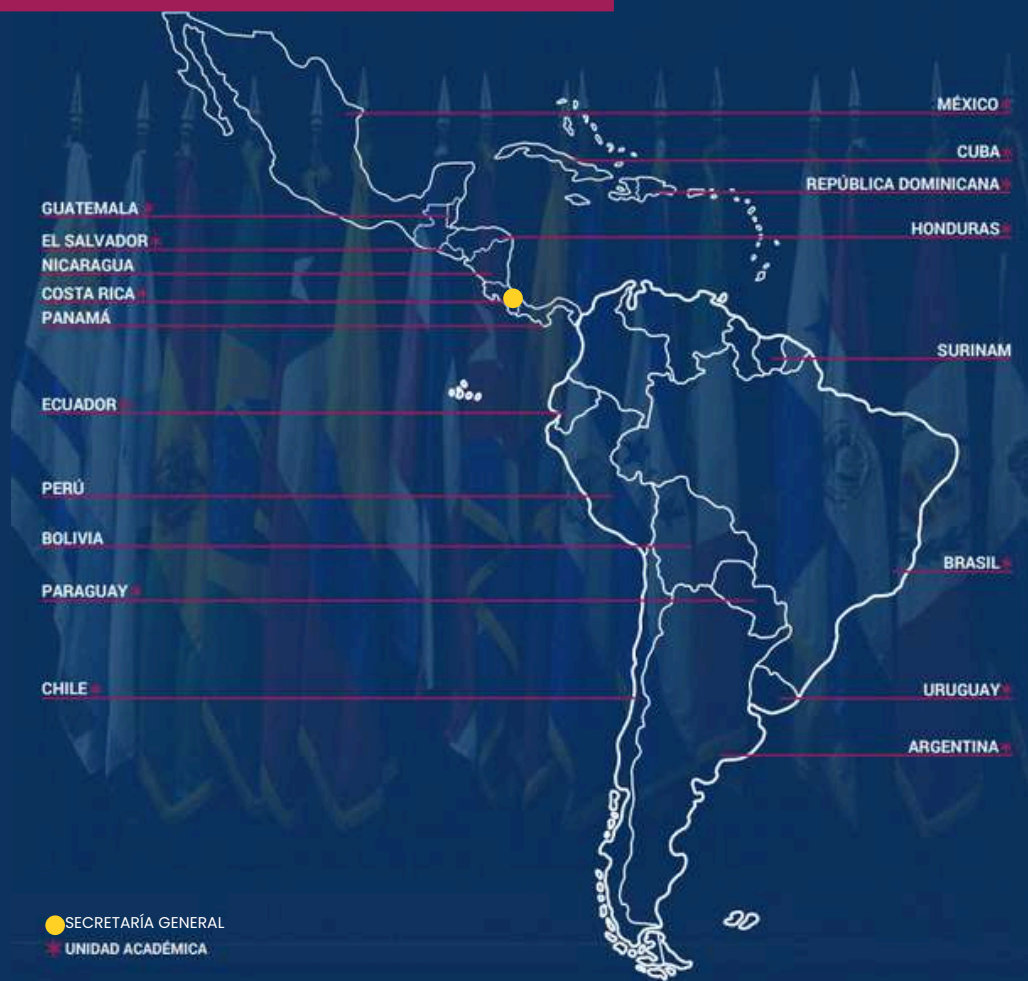 MÉXICO*
CUBA*
REPÚBLICA DOMINICANA*
HONDURAS*
SURINAM
BRASIL*
URUGUAY*
ARGENTINA*
GUATEMALA*
EL SALVADOR*
NICARAGUA
COSTA RICA*
PANAMÁ
ECUADOR*
PERÚ
BOLIVIA
PARAGUAY*
CHILE*
SECRETARÍA GENERAL
* UNIDAD ACADÉMICA